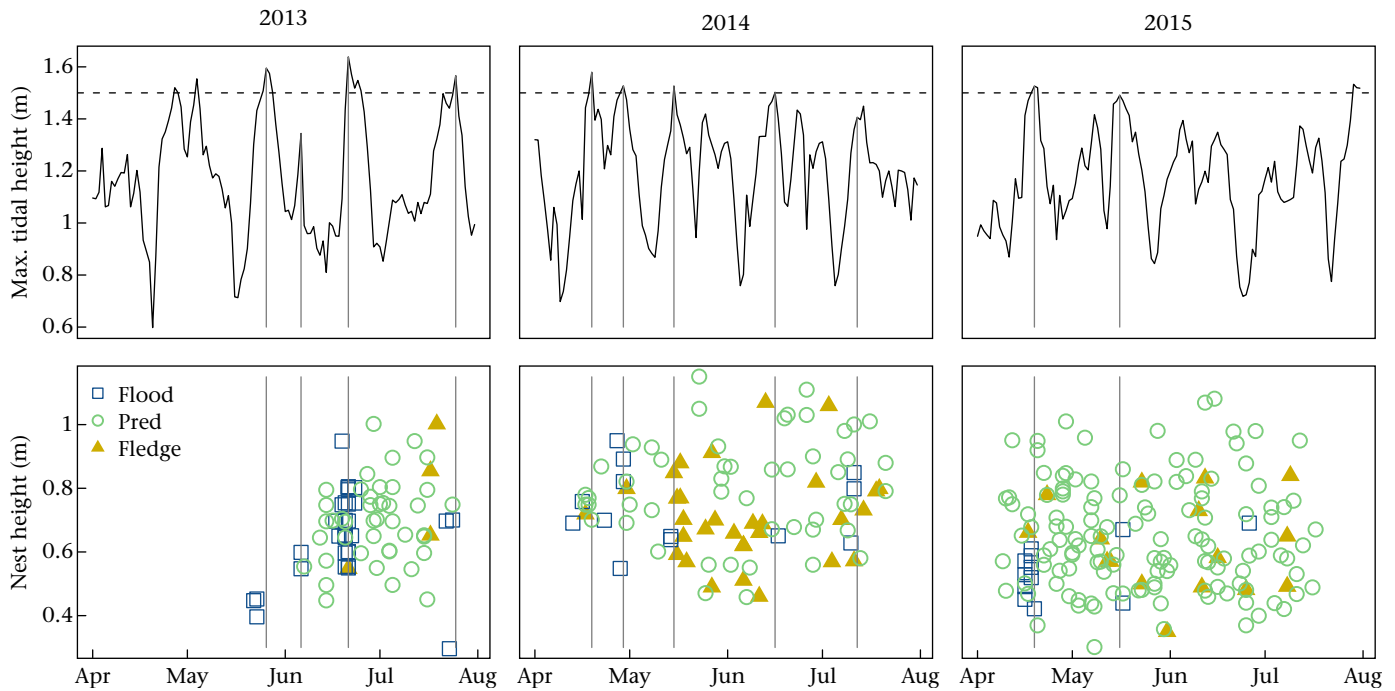 2013 2014 2015
Max. tidal height (m)
1.6
1.4
1.2
1
0.8
0.6
Nest height (m)
Flood
Pred
Fledge
1
0.8
0.6
0.4
Apr May Jun Jul Aug Apr May Jun Jul Aug Apr May Jun Jul Aug